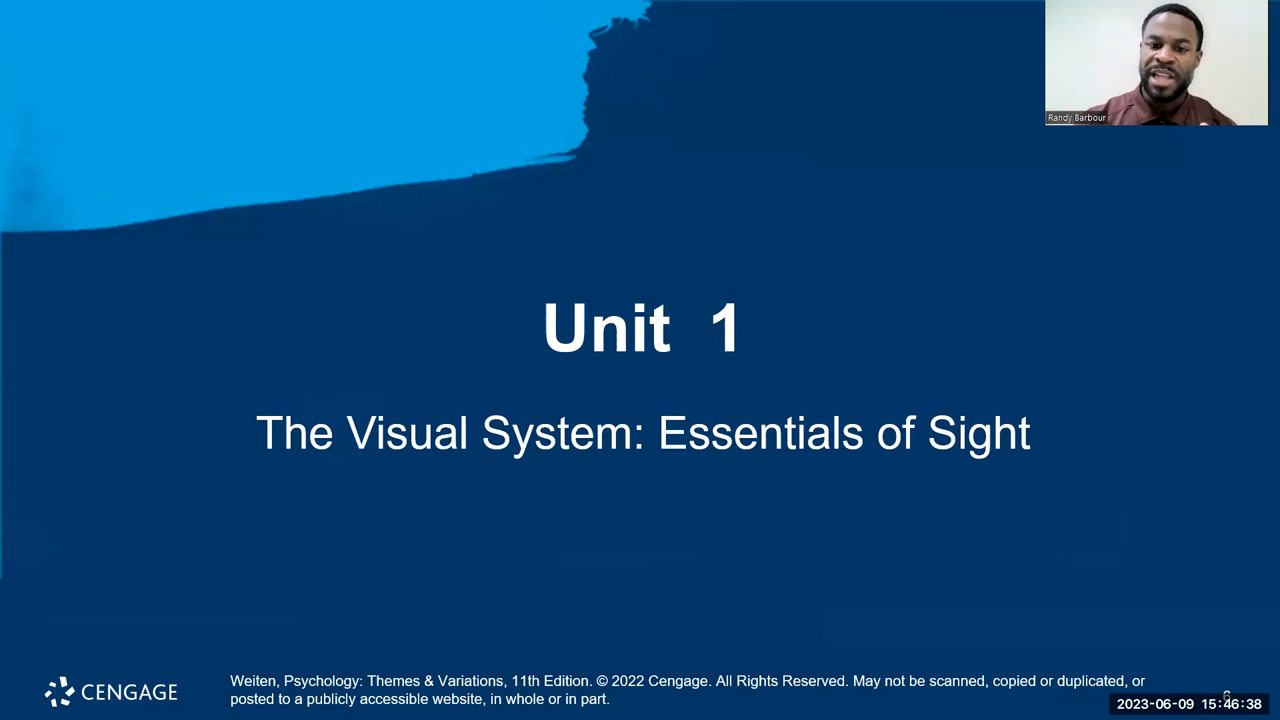 Randy Barbour
Unit 1
The Visual System: Essentials of Sight
CENGAGE
Weiten, Psychology: Themes & Variations, 11th Edition. © 2022 Cengage. All Rights Reserved. May not be scanned, copied or duplicated, or
posted to a publicly accessible website, in whole or in part.
6
2023-06-09 15:46:38